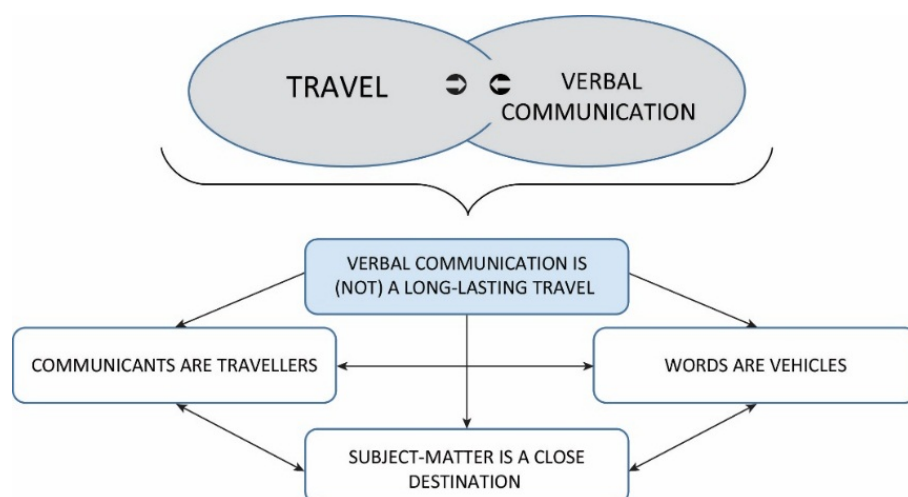 TRAVEL
VERBAL
COMMUNICATION
VERBAL COMMUNICATION IS
(NOT) A LONG-LASTING TRAVEL
COMMUNICANTS ARE TRAVELLERS
WORDS ARE VEHICLES
SUBJECT-MATTER IS A CLOSE
DESTINATION